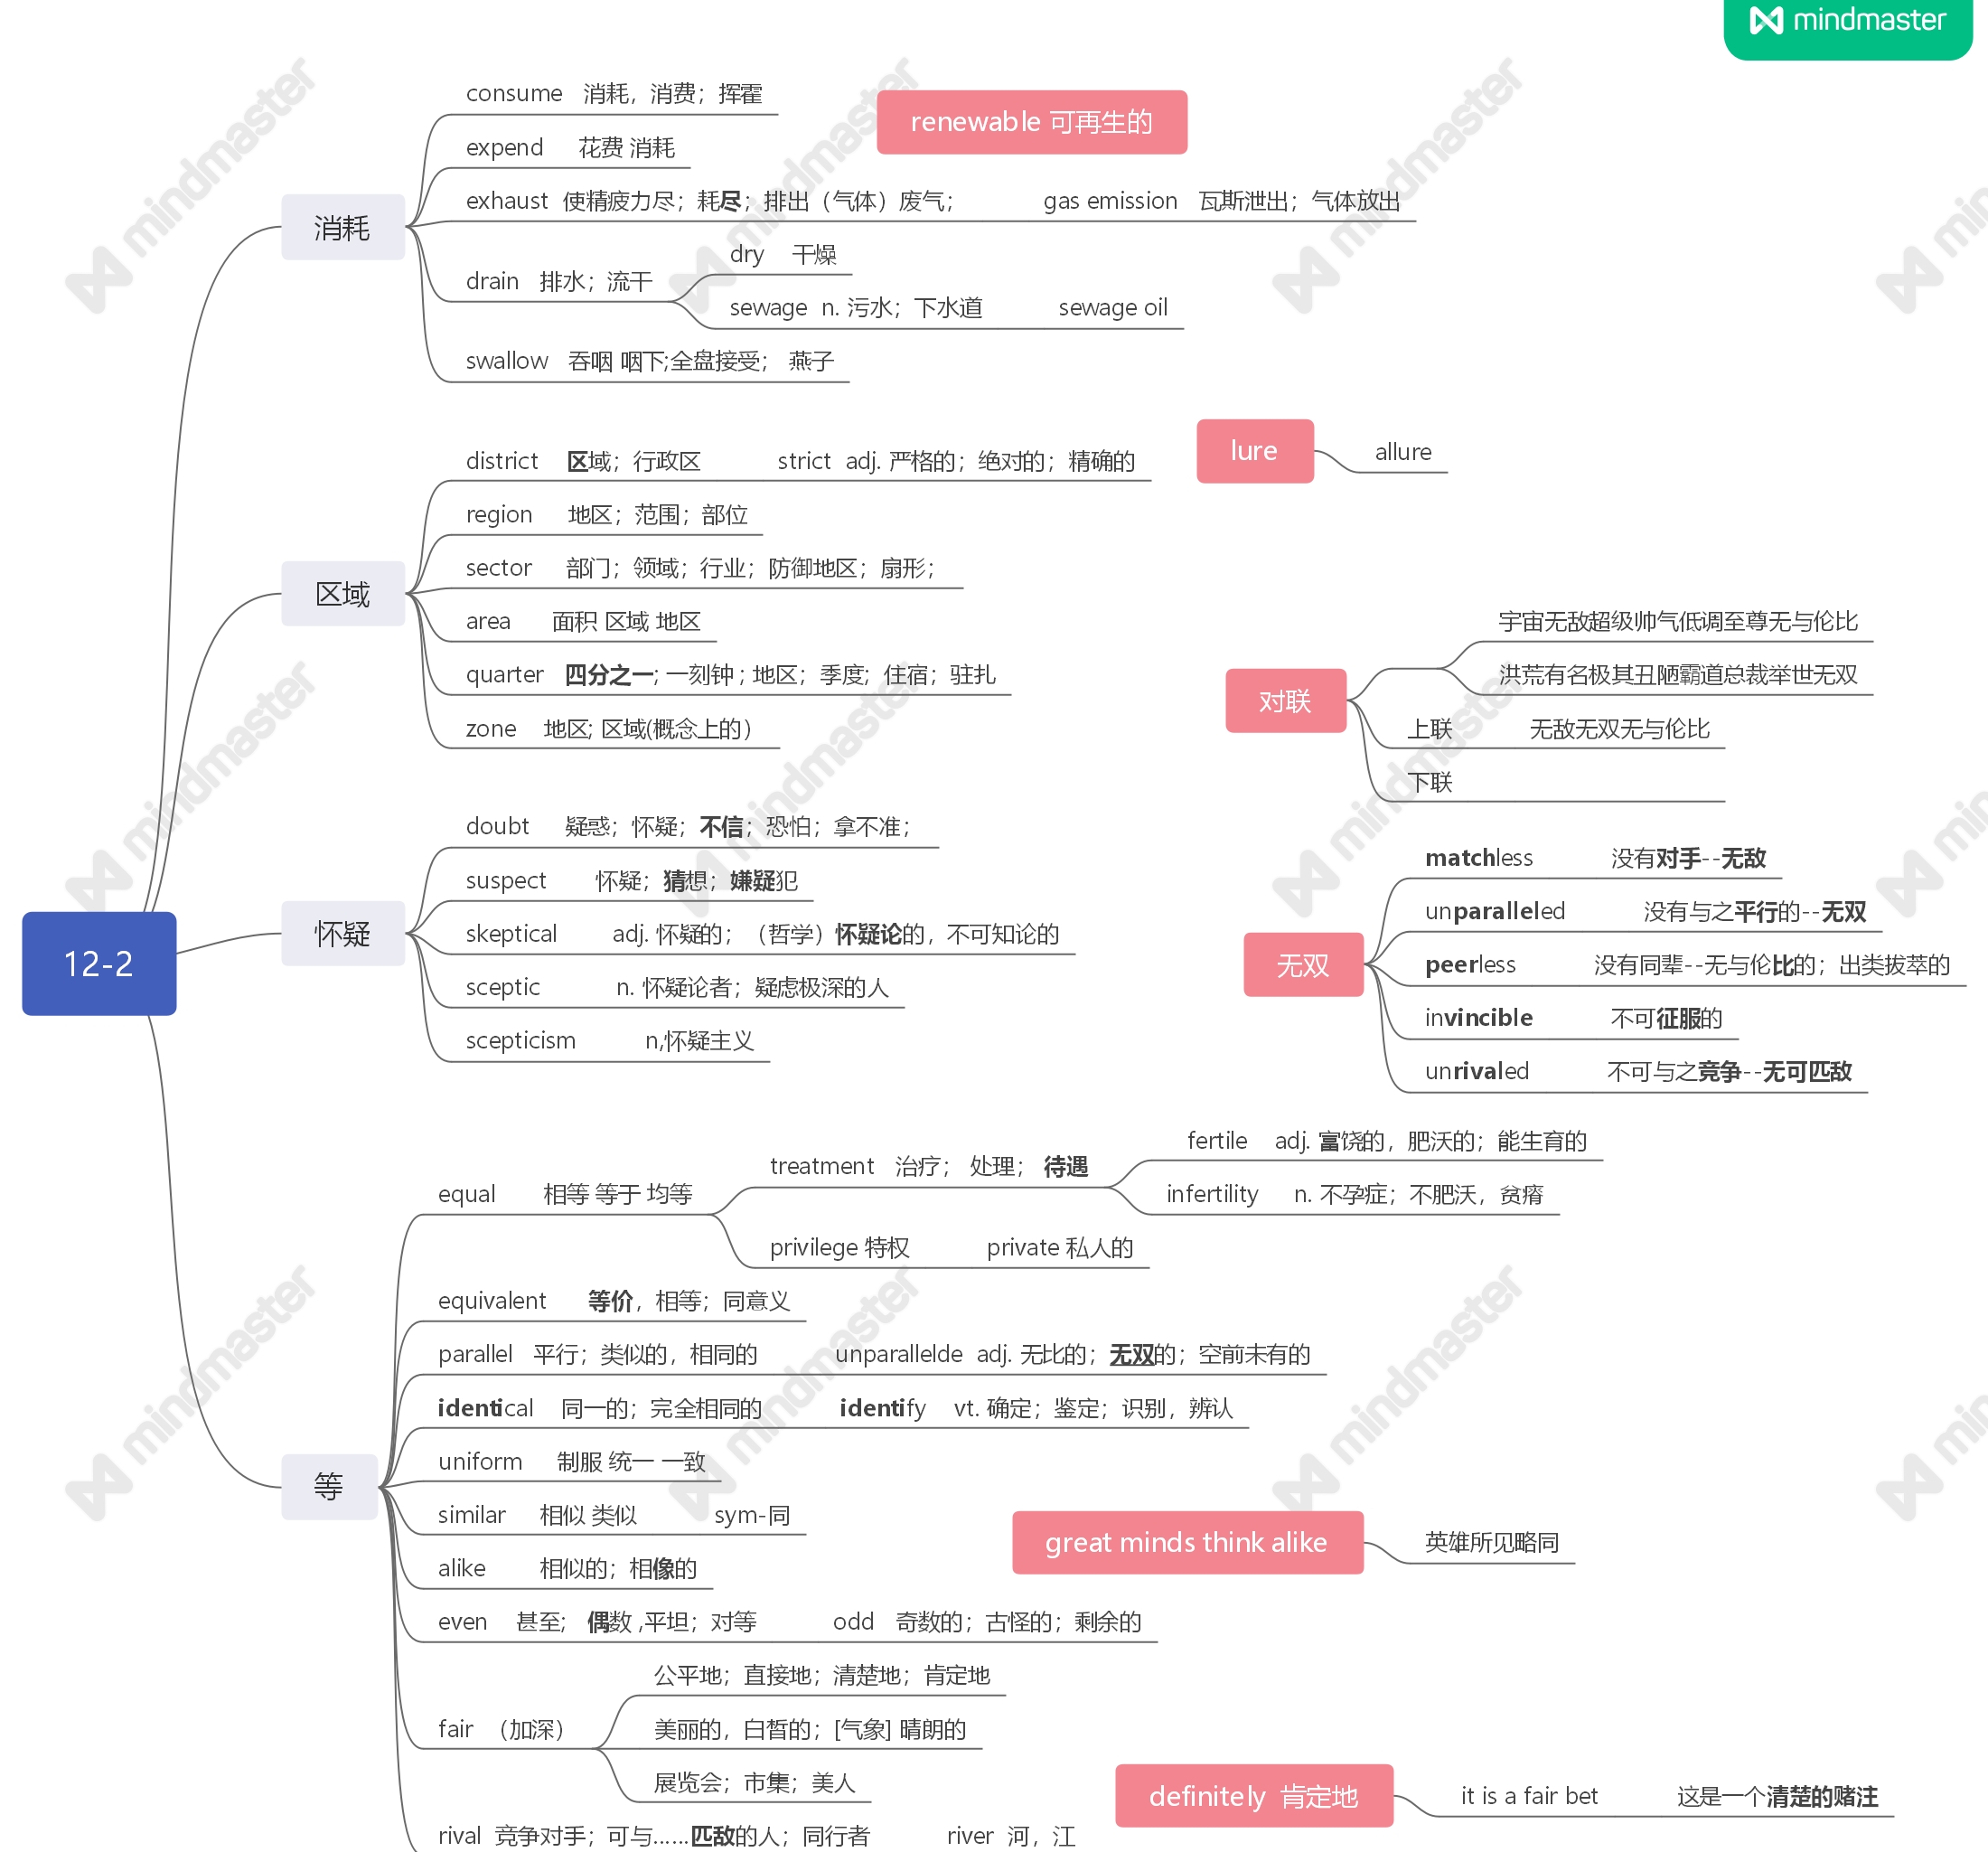 mindmaster
12-2
消耗
consume 消耗，消费；挥霍
expend 花费 消耗
exhaust 使精疲力尽；耗尽；排出（气体）废气； gas emission 瓦斯泄出；气体放出
drain 排水；流干
dry 干燥
sewage n. 污水；下水道 sewage oil
swallow 吞咽 咽下;全盘接受； 燕子
renewable 可再生的
区域
district 区域；行政区 strict adj. 严格的；绝对的；精确的
region 地区；范围；部位
sector 部门；领域；行业；防御地区；扇形；
area 面积 区域 地区
quarter 四分之一; 一刻钟 ; 地区；季度; 住宿；驻扎
zone 地区; 区域(概念上的）
lure
allure
对联
宇宙无敌超级帅气低调至尊无与伦比
洪荒有名极其丑陋霸道总裁举世无双
上联 无敌无双无与伦比
下联
怀疑
doubt 疑惑；怀疑；不信；恐怕；拿不准；
suspect 怀疑；猜想；嫌疑犯
skeptical adj. 怀疑的；（哲学）怀疑论的，不可知论的
sceptic n. 怀疑论者；疑虑极深的人
scepticism n,怀疑主义
无双
matchless 没有对手--无敌
unparalleled 没有与之平行的--无双
peerless 没有同辈--无与伦比的；出类拔萃的
invincible 不可征服的
unrivaled 不可与之竞争--无可匹敌
等
equal 相等 等于 均等
treatment 治疗； 处理； 待遇
fertile adj. 富饶的，肥沃的；能生育的
infertility n. 不孕症；不肥沃，贫瘠
privilege 特权 private 私人的
equivalent 等价，相等；同意义
parallel 平行；类似的，相同的 unparallelde adj. 无比的；无双的；空前未有的
identical 同一的；完全相同的 identify vt. 确定；鉴定；识别，辨认
uniform 制服 统一 一致
similar 相似 类似 sym-同
alike 相似的；相像的
great minds think alike
英雄所见略同
even 甚至; 偶数 ,平坦；对等 odd 奇数的；古怪的；剩余的
fair （加深）
公平地；直接地；清楚地；肯定地
美丽的，白皙的；[气象] 晴朗的
展览会；市集；美人
definitely 肯定地
it is a fair bet 这是一个清楚的赌注
rival 竞争对手；可与……匹敌的人；同行者 river 河，江